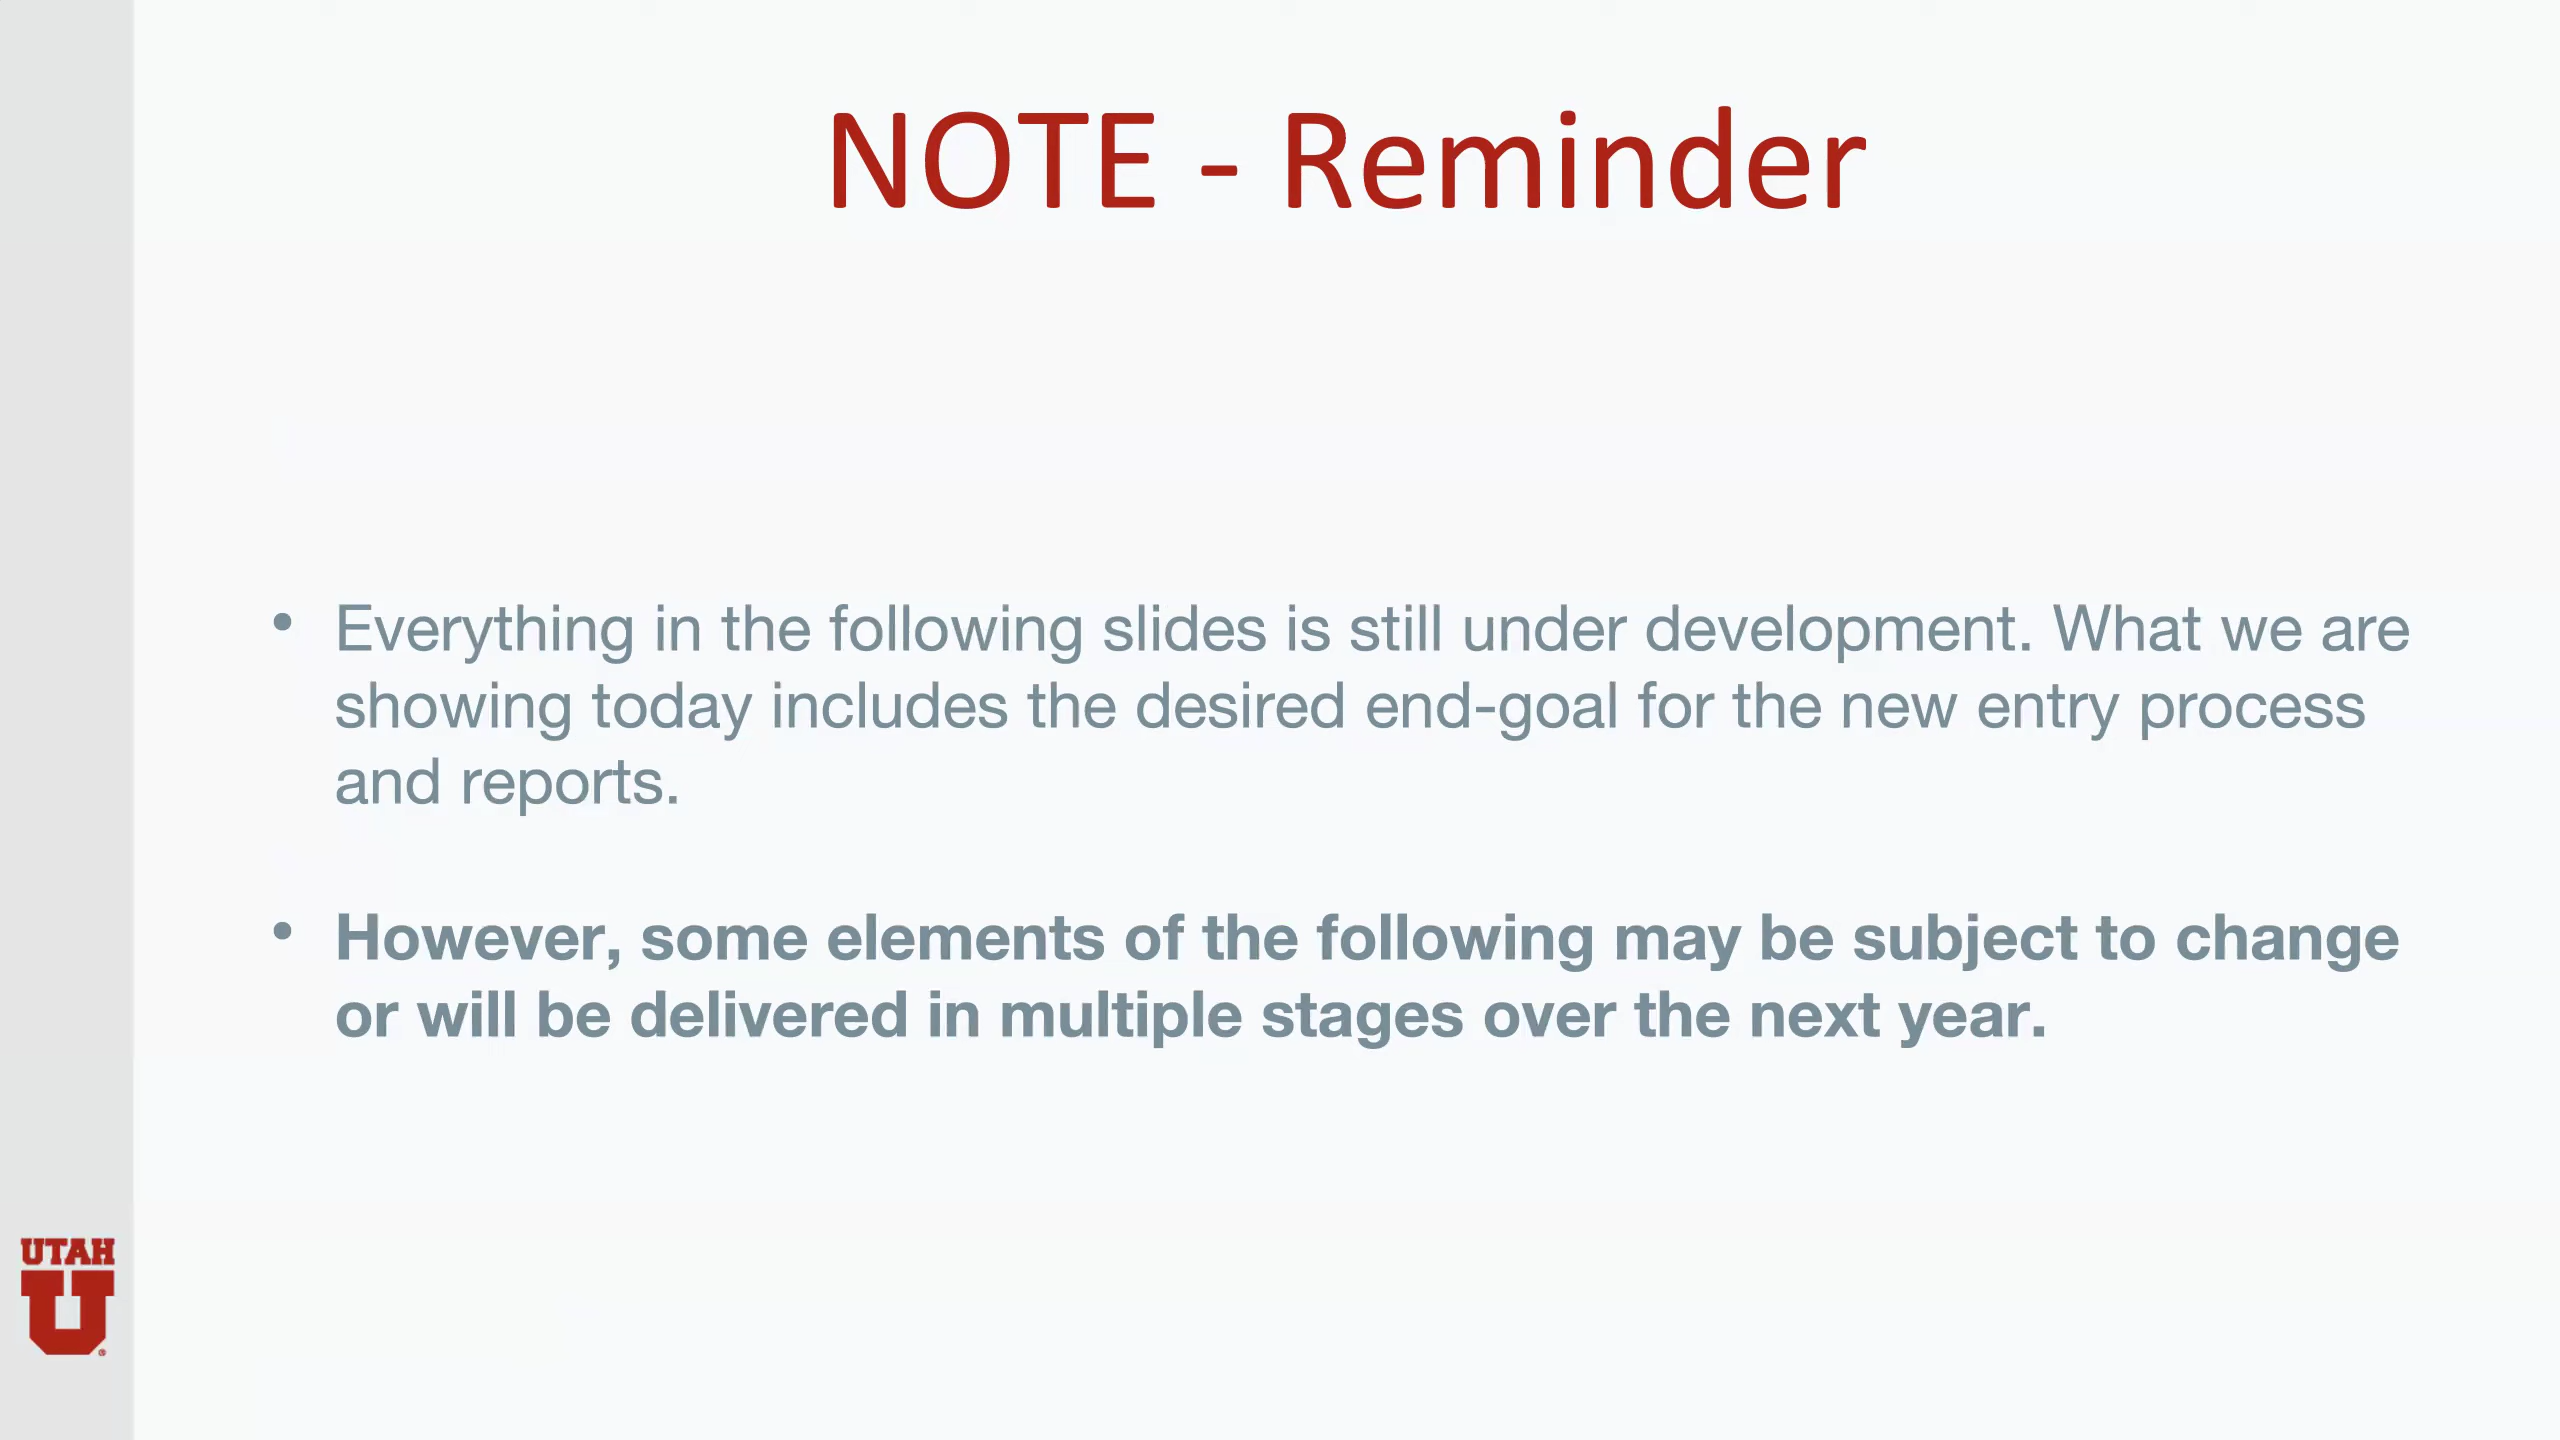 NOTE - Reminder
• Everything in the following slides is still under development. What we are
showing today includes the desired end-goal for the new entry process
and reports.
• However, some elements of the following may be subject to change
or will be delivered in multiple stages over the next year.
UTAH
U
®